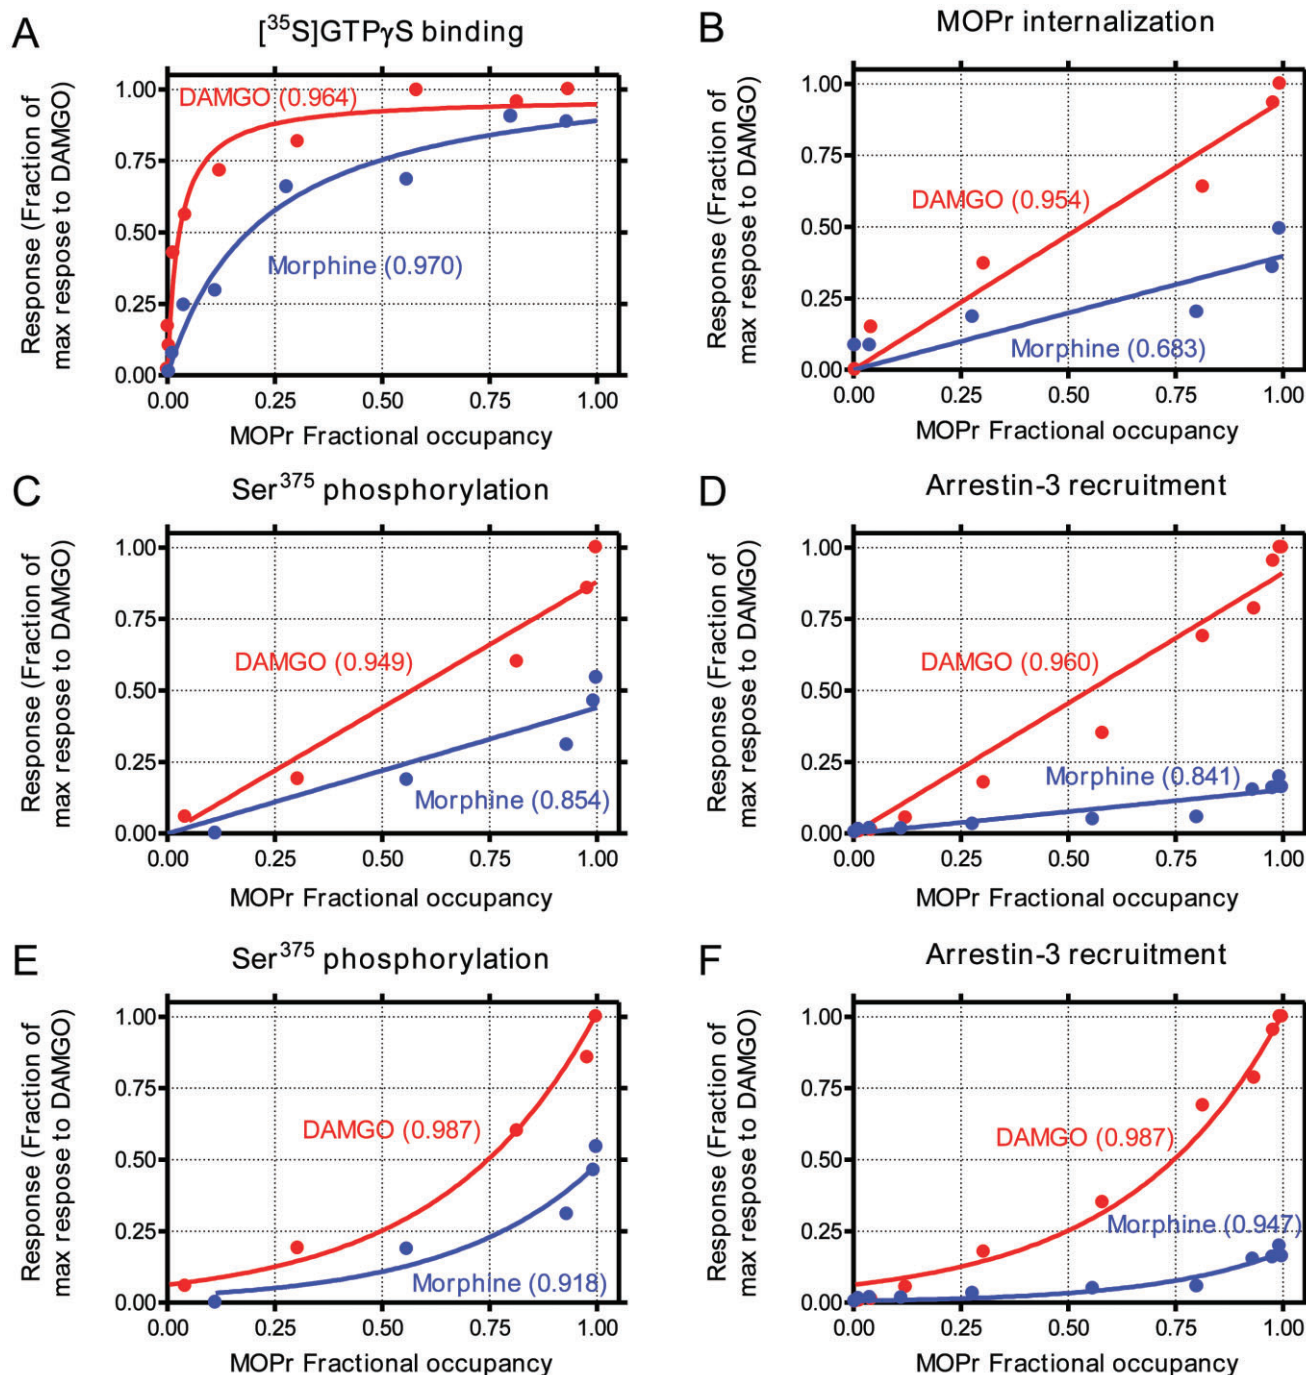 A
[³⁵S]GTPγS binding
Response (Fraction of
max response to DAMGO)
1.00
0.75
0.50
0.25
0.00
DAMGO (0.964)
Morphine (0.970)
0.00 0.25 0.50 0.75 1.00
MOPr Fractional occupancy
B
MOPr internalization
Response (Fraction of
max response to DAMGO)
1.00
0.75
0.50
0.25
0.00
DAMGO (0.954)
Morphine (0.683)
0.00 0.25 0.50 0.75 1.00
MOPr Fractional occupancy
C
Ser³⁷⁵ phosphorylation
Response (Fraction of
max respose to DAMGO)
1.00
0.75
0.50
0.25
0.00
DAMGO (0.949)
Morphine (0.854)
0.00 0.25 0.50 0.75 1.00
MOPr Fractional occupancy
D
Arrestin-3 recruitment
Response (Fraction of
max response to DAMGO)
1.00
0.75
0.50
0.25
0.00
DAMGO (0.960)
Morphine (0.841)
0.00 0.25 0.50 0.75 1.00
MOPr Fractional occupancy
E
Ser³⁷⁵ phosphorylation
Response (Fraction of
max respose to DAMGO)
1.00
0.75
0.50
0.25
0.00
DAMGO (0.987)
Morphine (0.918)
0.00 0.25 0.50 0.75 1.00
MOPr Fractional occupancy
F
Arrestin-3 recruitment
Response (Fraction of
max response to DAMGO)
1.00
0.75
0.50
0.25
0.00
DAMGO (0.987)
Morphine (0.947)
0.00 0.25 0.50 0.75 1.00
MOPr Fractional occupancy